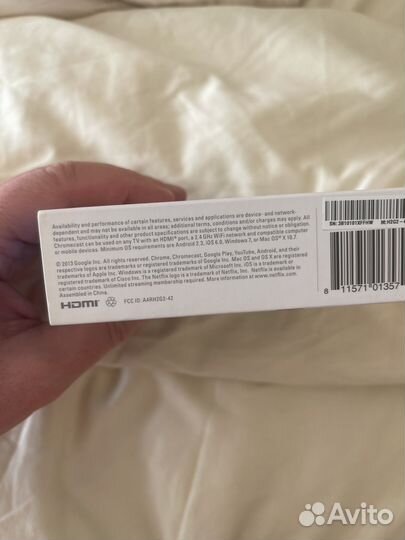 Availability and performance of certain features, services and applications are device- and network-
dependent and may not be available in all areas. Additional terms, conditions and/or charges may apply. All
features, functionality and other product specifications are subject to change without notice or obligation.
Chromecast can be used on any TV with an HDMI® port, a 2.4 GHz WiFi network and compatible computer
or mobile devices. Minimum OS requirements are Android 2.3, iOS 6.0, Windows 7, or Mac OS® X 10.7.
© 2013 Google Inc. All rights reserved. Chrome, Chromecast, Google Play, YouTube, Android, and their
respective logos are trademarks of Google Inc. Mac OS and OS X are registered
trademarks of Apple Inc. Windows is a registered trademark of Microsoft Inc. iOS is a registered
trademark of Cisco Inc. The Netflix logo is a registered trademark of Netflix, Inc. Netflix is available in
certain countries. Unlimited streaming subscription required. More information at www.netflix.com.
Assembled in China.
HDMI FCC ID: A4RH2G2-42
SN: 3810101XFFHW M: H2G2-4
8 11571 01357
Avito